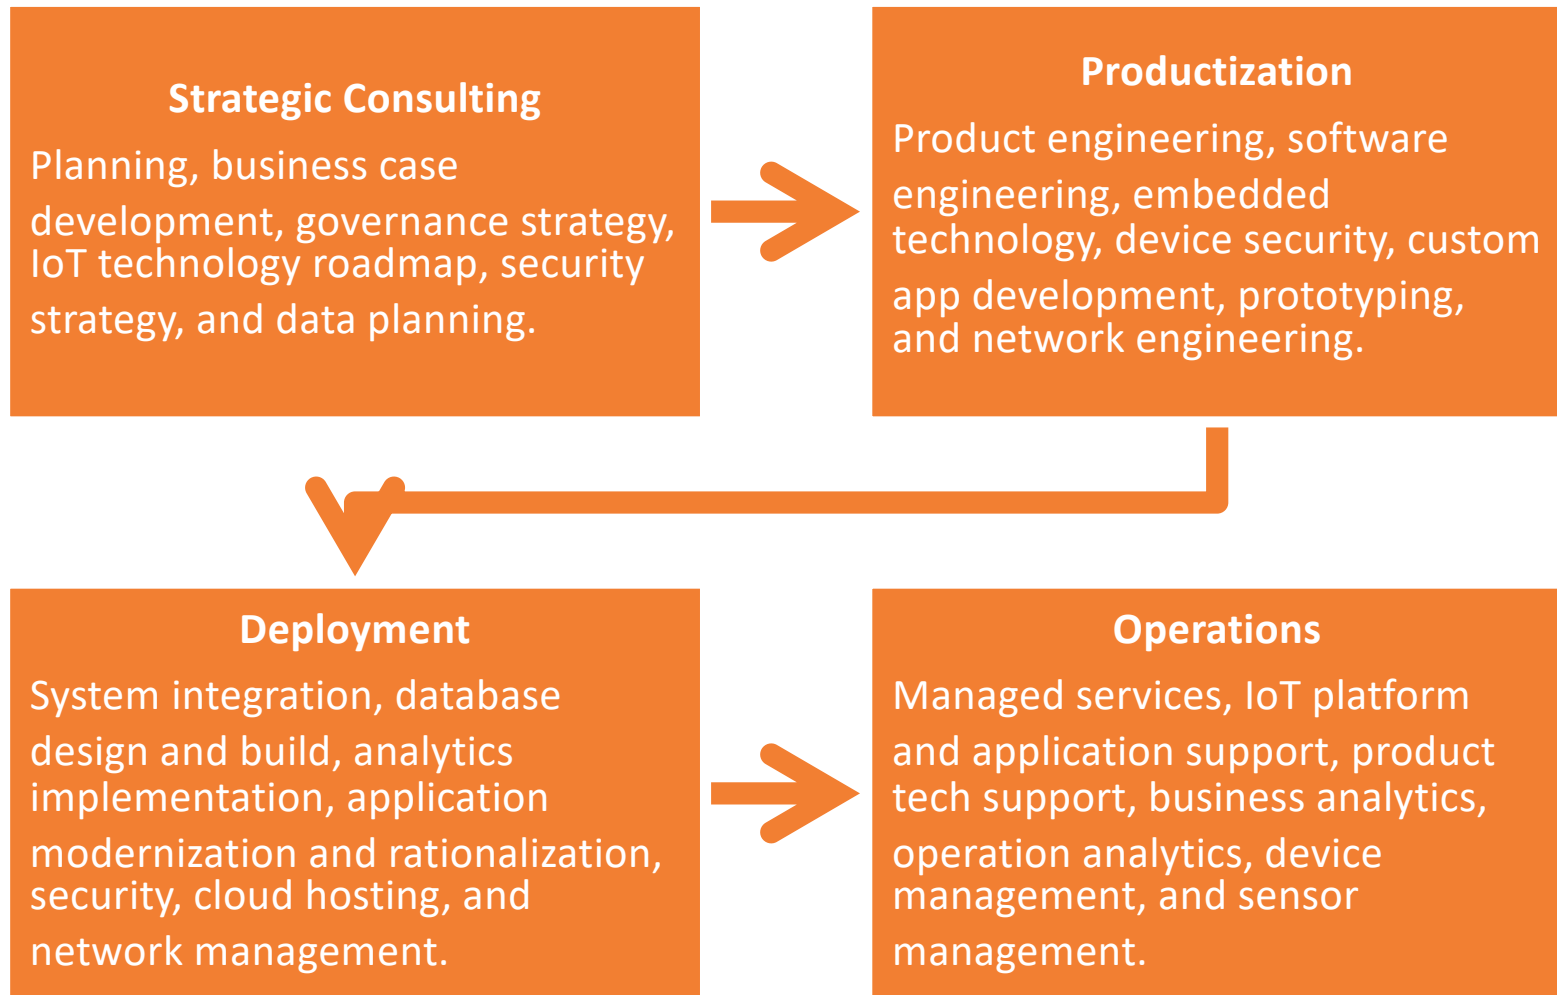 Strategic Consulting
Planning, business case
development, governance strategy,
IoT technology roadmap, security
strategy, and data planning.
Productization
Product engineering, software
engineering, embedded
technology, device security, custom
app development, prototyping,
and network engineering.
Deployment
System integration, database
design and build, analytics
implementation, application
modernization and rationalization,
security, cloud hosting, and
network management.
Operations
Managed services, IoT platform
and application support, product
tech support, business analytics,
operation analytics, device
management, and sensor
management.